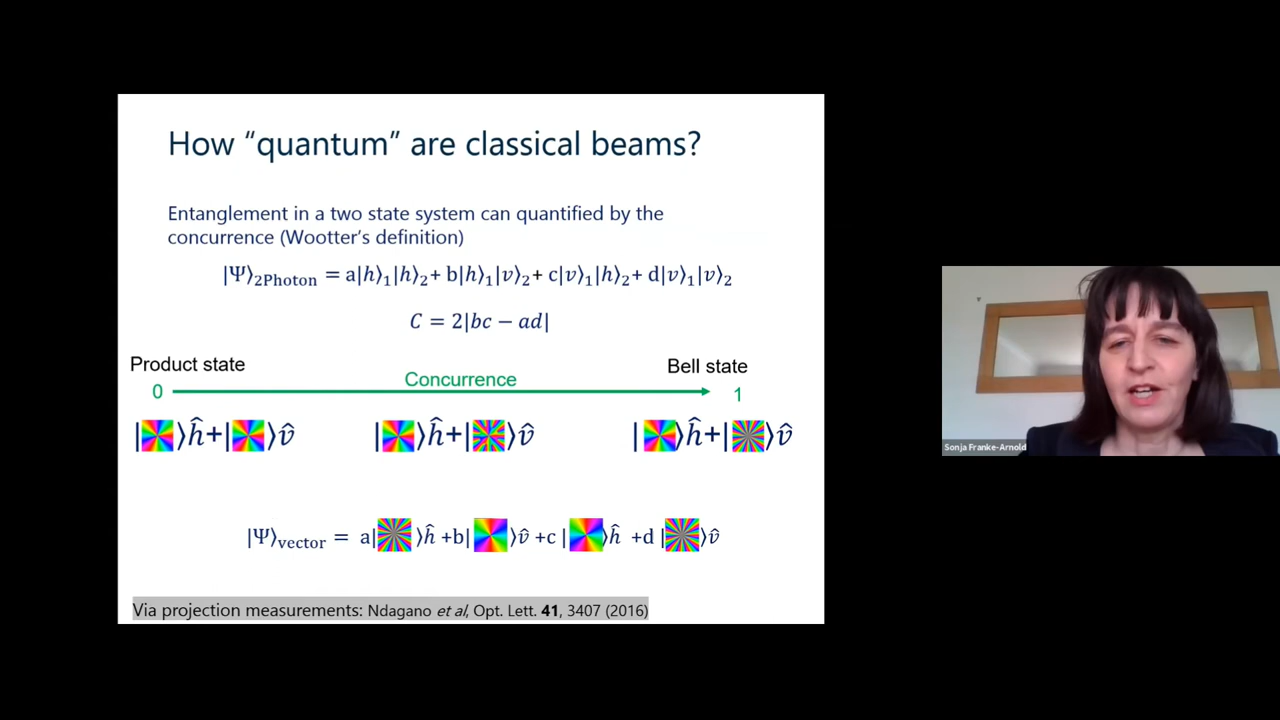 How “quantum” are classical beams?
Entanglement in a two state system can quantified by the
concurrence (Wootter’s definition)
|Ψ⟩2Photon = a|h⟩1|h⟩2+ b|h⟩1|v⟩2+ c|v⟩1|h⟩2+ d|v⟩1|v⟩2
C = 2|bc − ad|
Product state
Bell state
0
Concurrence
1
| ⟩ĥ+| ⟩v̂
| ⟩ĥ+| ⟩v̂
| ⟩ĥ+| ⟩v̂
|Ψ⟩vector = a| ⟩ĥ +b| ⟩v̂ +c | ⟩ĥ +d | ⟩v̂
Via projection measurements: Ndagano et al, Opt. Lett. 41, 3407 (2016)
Sonja Franke-Arnold